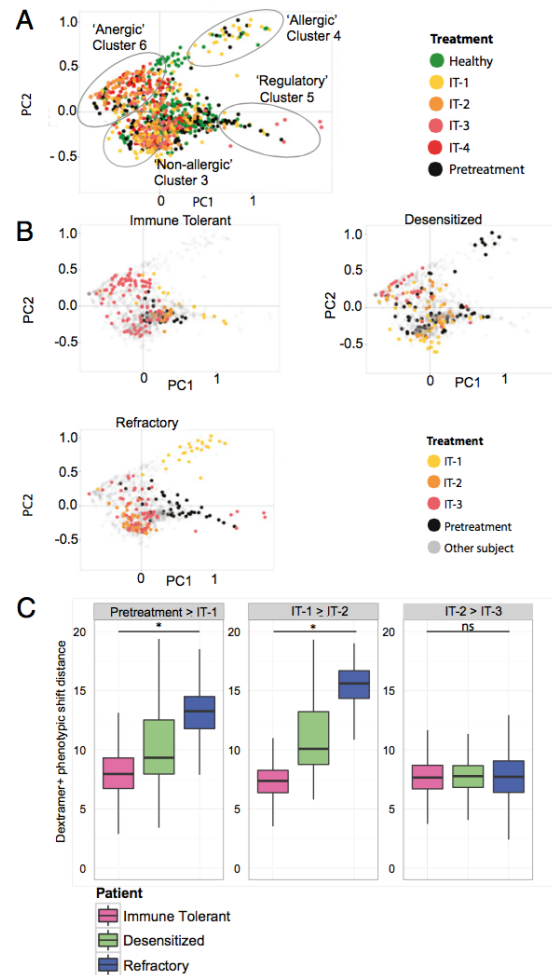 A
'Anergic'
Cluster 6
'Allergic'
Cluster 4
'Regulatory'
Cluster 5
'Non-allergic'
Cluster 3
PC2
1.0
0.5
0.0
- 0.5
0
PC1
1
Treatment
Healthy
IT-1
IT-2
IT-3
IT-4
Pretreatment
B
Immune Tolerant
PC2
1.0
0.5
0.0
-0.5
0
1
PC1
Desensitized
PC2
1.0
0.5
0.0
-0.5
0
1
PC1
Refractory
PC2
1.0
0.5
0.0
-0.5
0
1
PC1
Treatment
IT-1
IT-2
IT-3
Pretreatment
Other subject
C
Dextramer+ phenotypic shift distance
Pretreatment > IT-1
*
20
15
10
5
0
IT-1 ≥ IT-2
*
20
15
10
5
0
IT-2 > IT-3
ns
20
15
10
5
0
Patient
Immune Tolerant
Desensitized
Refractory